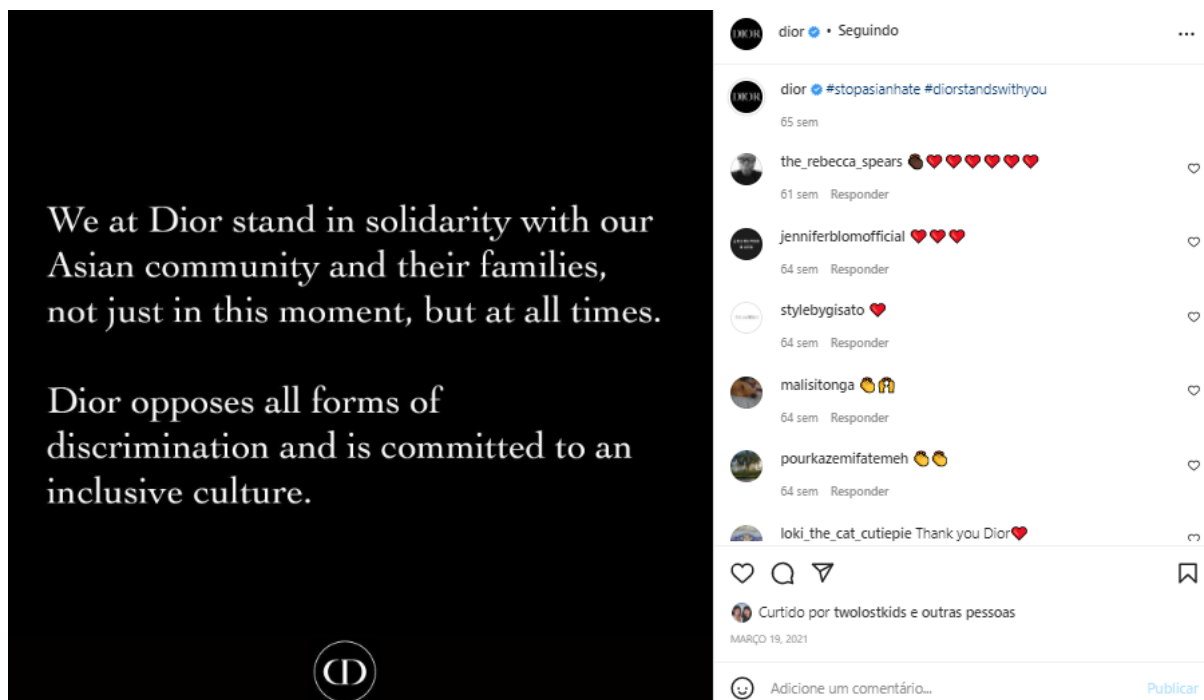 We at Dior stand in solidarity with our
Asian community and their families,
not just in this moment, but at all times.
Dior opposes all forms of
discrimination and is committed to an
inclusive culture.
CD
DIOR
dior • Seguindo
DIOR
dior #stopasianhate #diorstandswithyou
65 sem
the_rebecca_spears
61 sem Responder
jenniferblomofficial
64 sem Responder
stylebygisato
64 sem Responder
malisitonga
64 sem Responder
pourkazemifatemeh
64 sem Responder
loki_the_cat_cutiepie Thank you Dior
Curtido por twolostkids e outras pessoas
MARÇO 19, 2021
Adicione um comentário...
Publicar